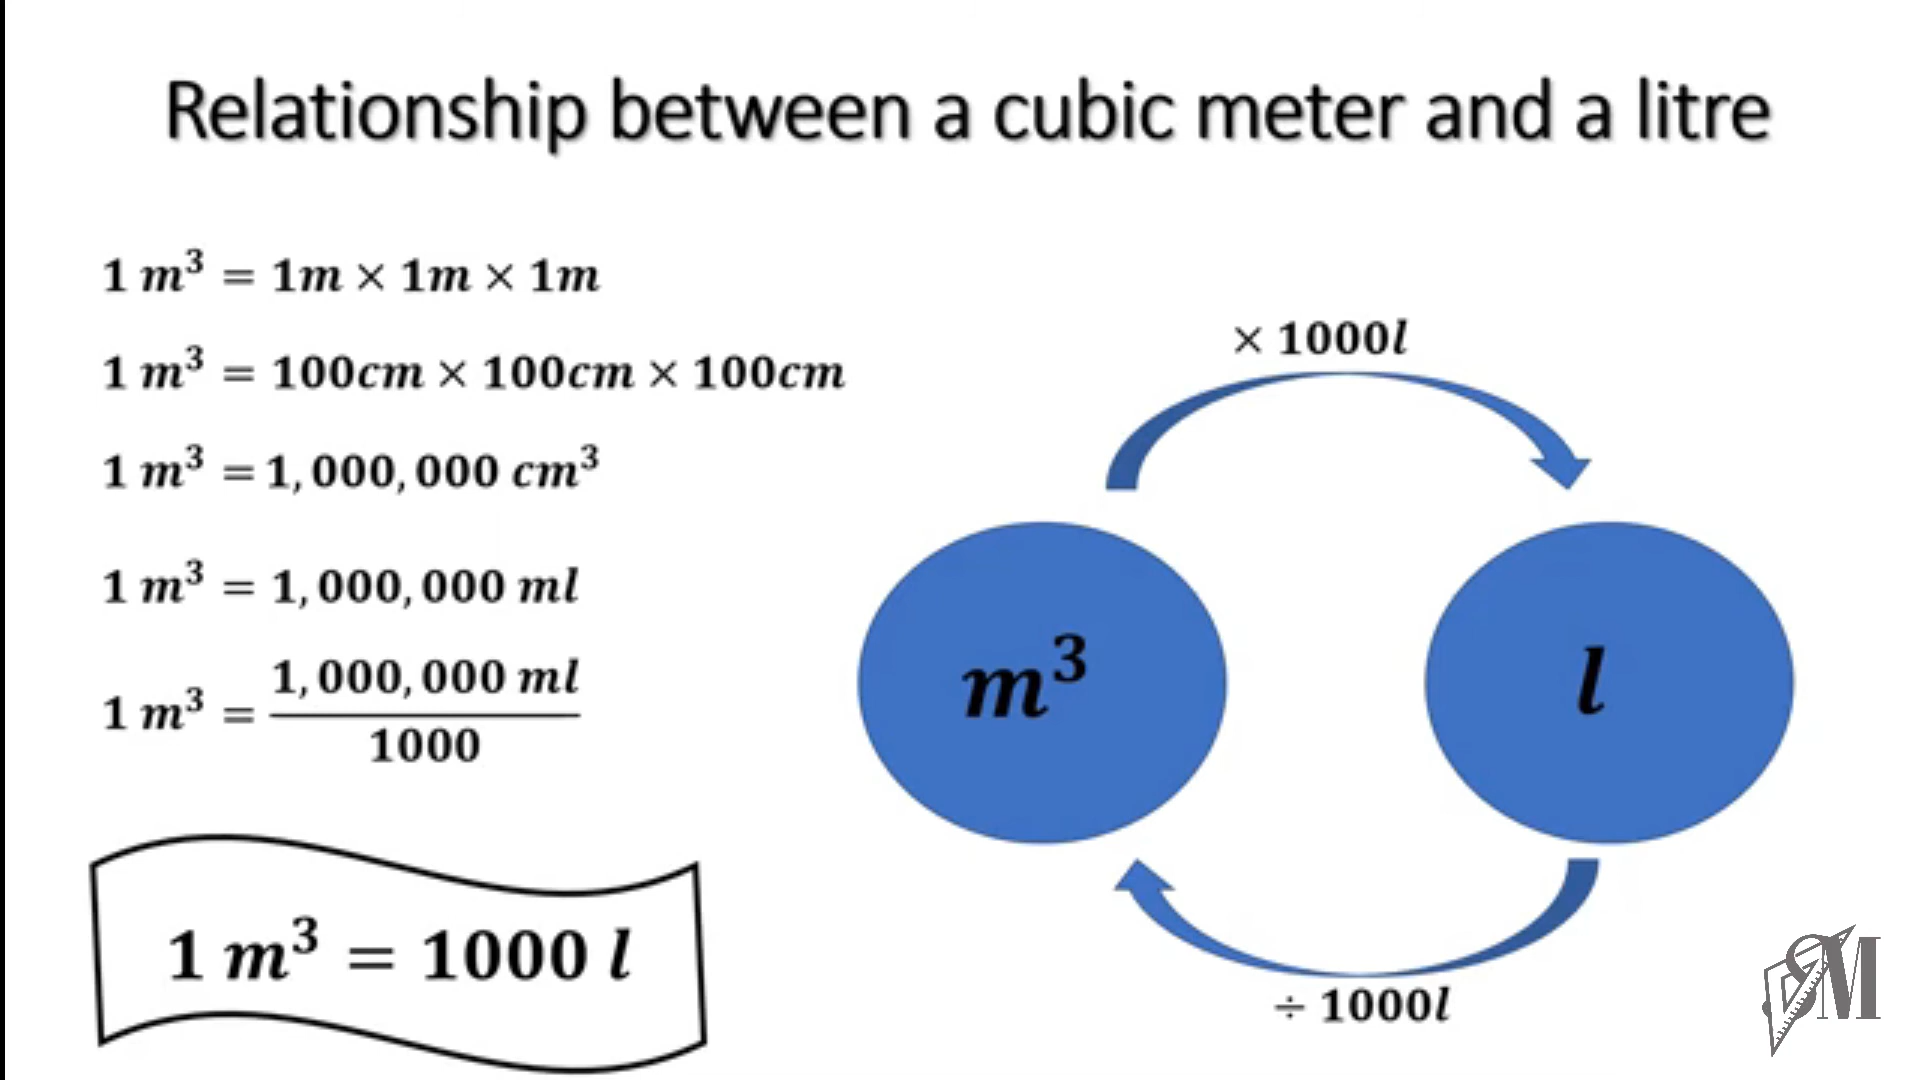 Relationship between a cubic meter and a litre
1 m³ = 1m × 1m × 1m
1 m³ = 100cm × 100cm × 100cm
1 m³ = 1,000,000 cm³
1 m³ = 1,000,000 ml
1 m³ = 1,000,000 ml
1000
1 m³ = 1000 l
× 1000l
m³
l
÷ 1000l
SM